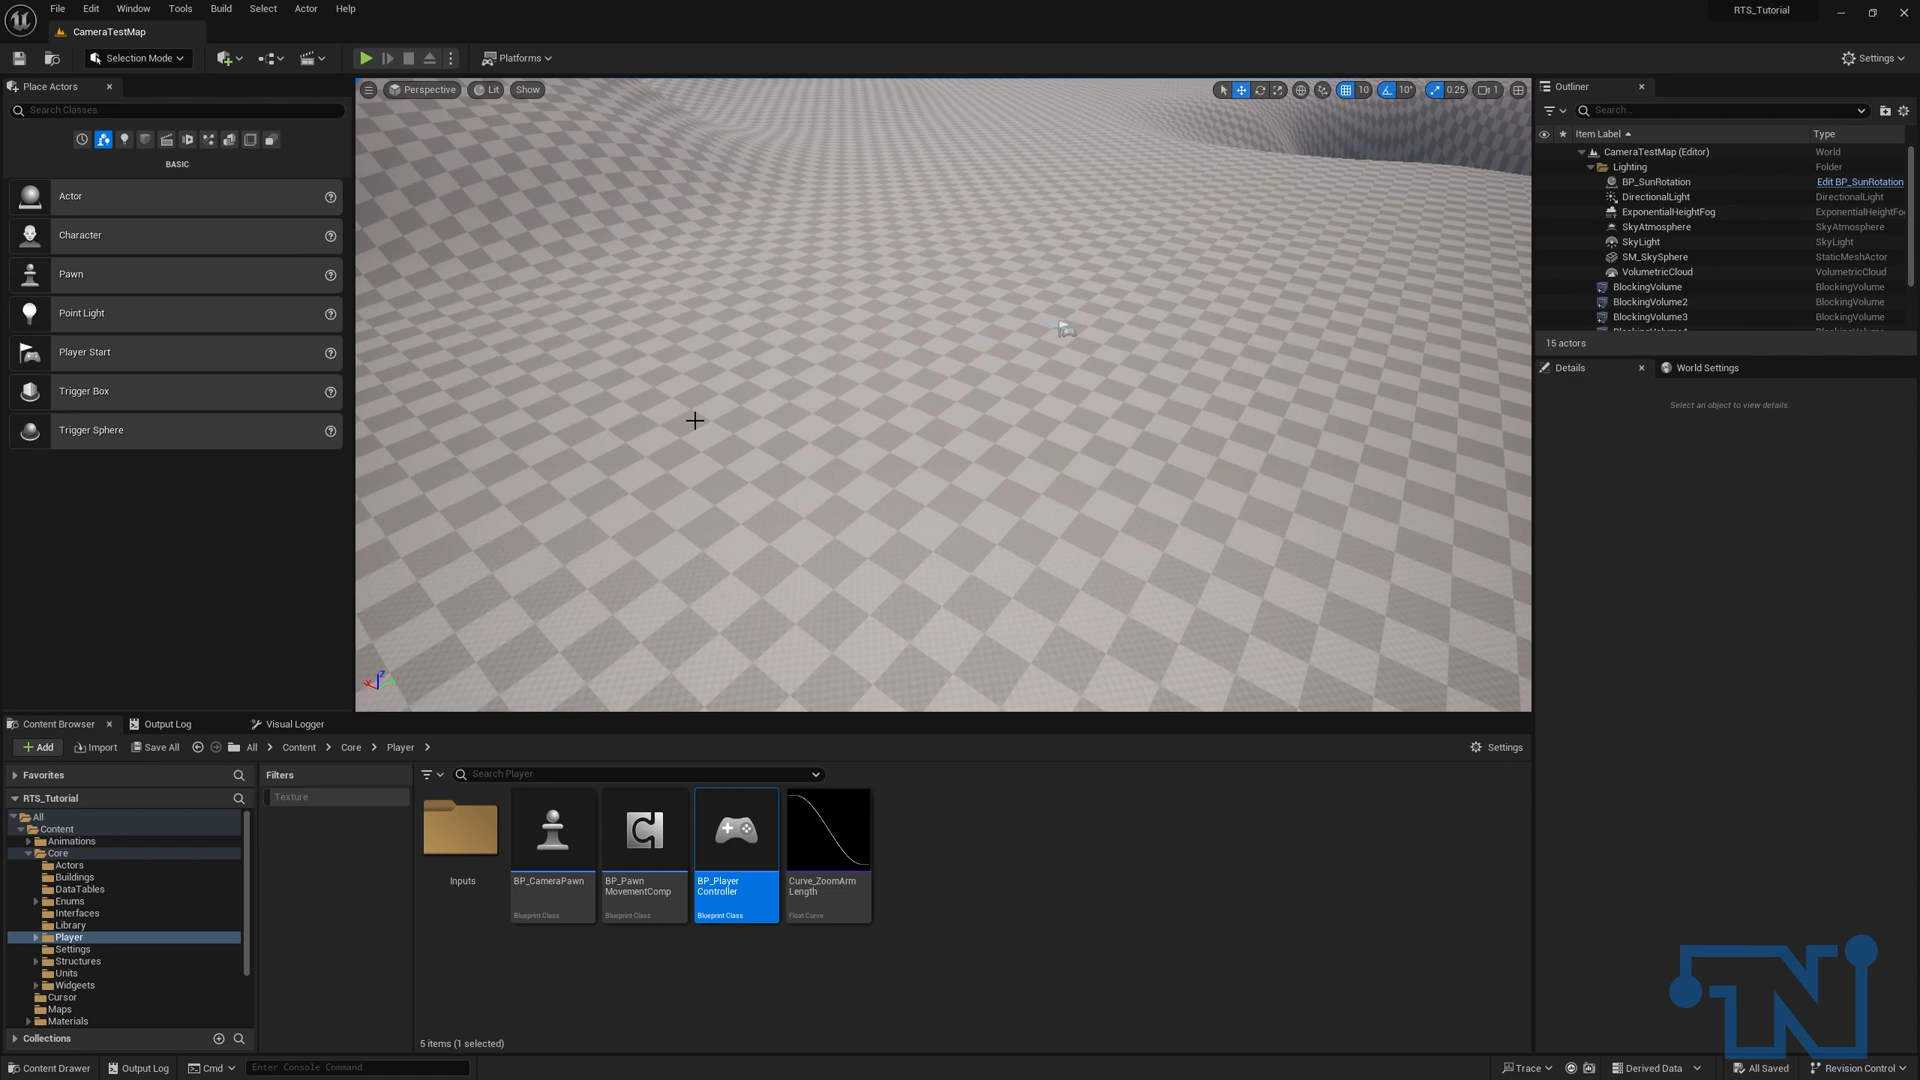 File Edit Window Tools Build Select Actor Help
RTS_Tutorial
CameraTestMap
Selection Mode
Platforms
Settings
Place Actors
Search Classes
BASIC
Actor
Character
Pawn
Point Light
Player Start
Trigger Box
Trigger Sphere
Perspective Lit Show
10 10° 0.25 1
Outliner
Search...
Item Label Type
CameraTestMap (Editor) World
Lighting Folder
BP_SunRotation Edit BP_SunRotation
DirectionalLight DirectionalLight
ExponentialHeightFog ExponentialHeightFo
SkyAtmosphere SkyAtmosphere
SkyLight SkyLight
SM_SkySphere StaticMeshActor
VolumetricCloud VolumetricCloud
BlockingVolume BlockingVolume
BlockingVolume2 BlockingVolume
BlockingVolume3 BlockingVolume
15 actors
Details World Settings
Select an object to view details.
Content Browser Output Log Visual Logger
Add Import Save All All Content Core Player
Settings
Favorites
RTS_Tutorial
All
Content
Animations
Core
Actors
Buildings
DataTables
Enums
Interfaces
Library
Player
Settings
Structures
Units
Widgeets
Cursor
Maps
Materials
Collections
Filters
Texture
Search Player
Inputs
BP_CameraPawn
Blueprint Class
BP_Pawn
MovementComp
Blueprint Class
BP_Player
Controller
Blueprint Class
Curve_ZoomArm
Length
Float Curve
5 items (1 selected)
TN
Content Drawer Output Log Cmd Enter Console Command
Trace Derived Data All Saved Revision Control